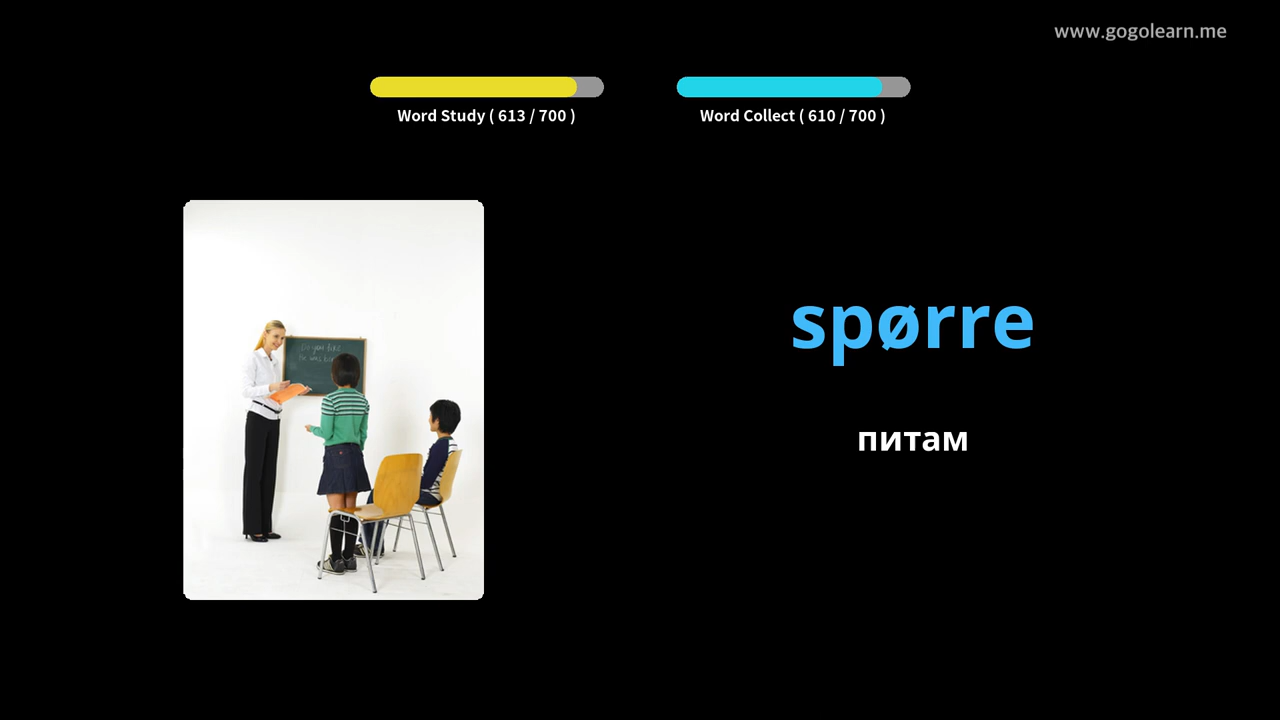 www.gogolearn.me
Word Study ( 613 / 700 )
Word Collect ( 610 / 700 )
spørre
питам